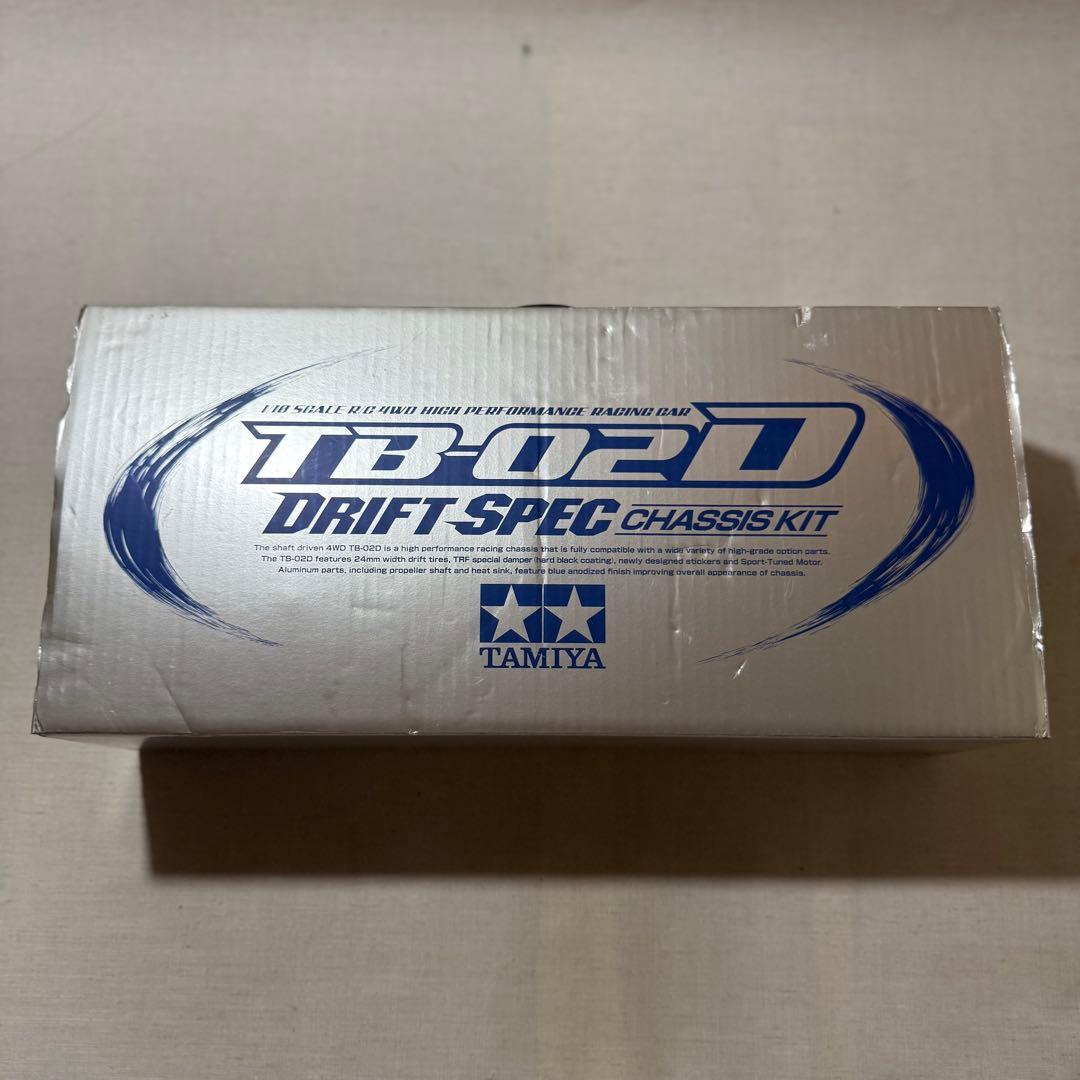 1/10 SCALE R/C 4WD HIGH PERFORMANCE RACING CAR
TB-02D
DRIFT SPEC CHASSIS KIT
The shaft driven 4WD TB-02D is a high performance racing chassis that is fully compatible with a wide variety of high-grade option parts.
The TB-02D features 24mm width drift tires, TRF special damper (hard black coating), newly designed stickers and Sport-Tuned Motor.
Aluminum parts, including propeller shaft and heat sink, feature blue anodized finish improving overall appearance of chassis.
TAMIYA